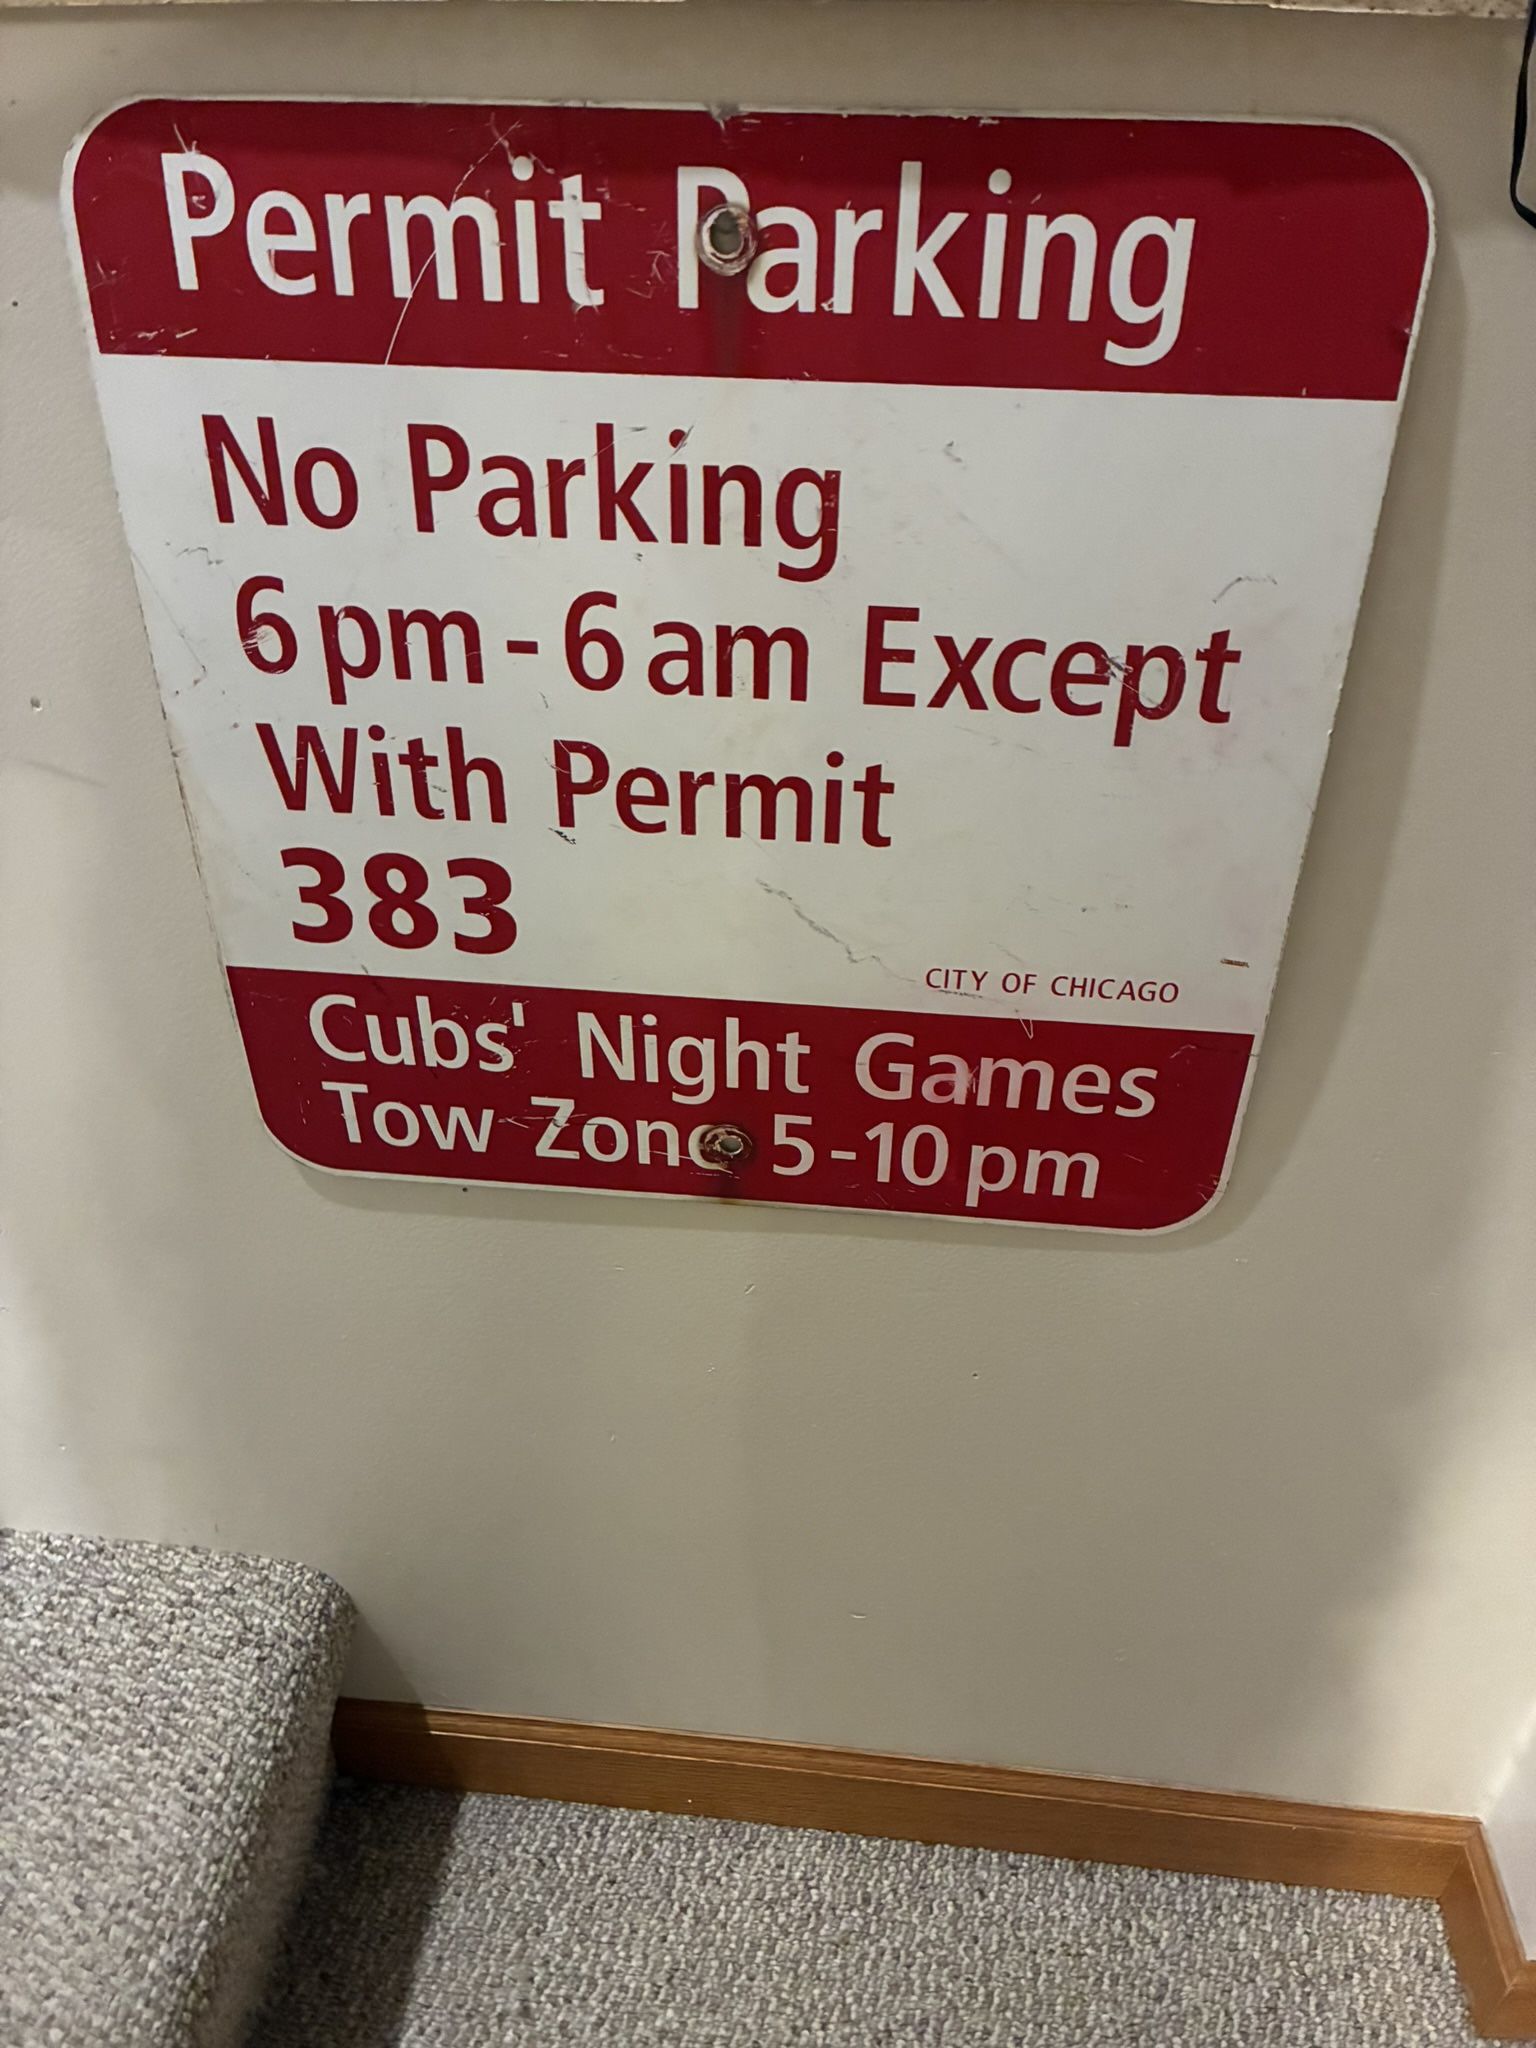 Permit Parking
No Parking
6 pm - 6 am Except
With Permit
383
CITY OF CHICAGO
Cubs' Night Games
Tow Zone 5-10 pm